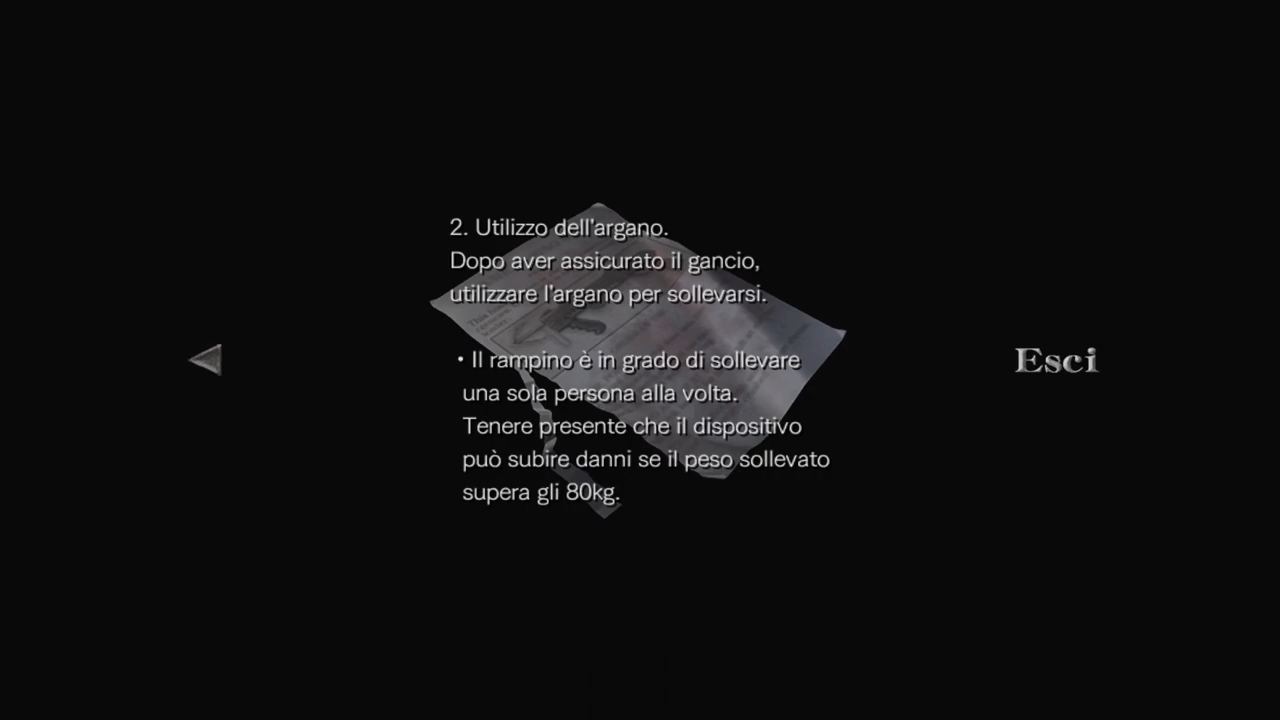 2. Utilizzo dell'argano.
Dopo aver assicurato il gancio,
utilizzare l'argano per sollevarsi.
• Il rampino è in grado di sollevare
una sola persona alla volta.
Tenere presente che il dispositivo
può subire danni se il peso sollevato
supera gli 80kg.
Esci